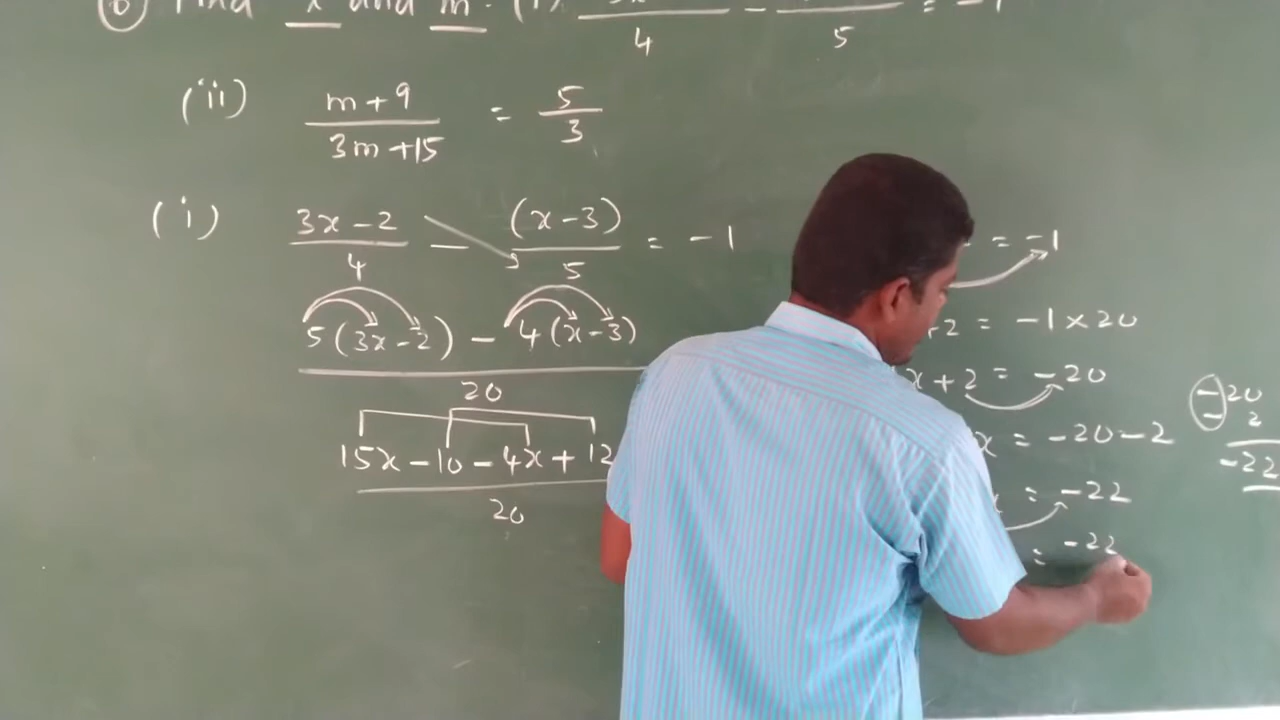 ⑥ Find x and m. (i) /4 - /5 = -1
(ii) m+9 / 3m+15 = 5/3
(i) 3x-2 / 4 - (x-3) / 5 = -1
5(3x-2) - 4(x-3)
20
15x-10-4x+12
20
= -1
+2 = -1×20
x+2 = -20
x = -20-2
= -22
= -22
-20
- 2
-22